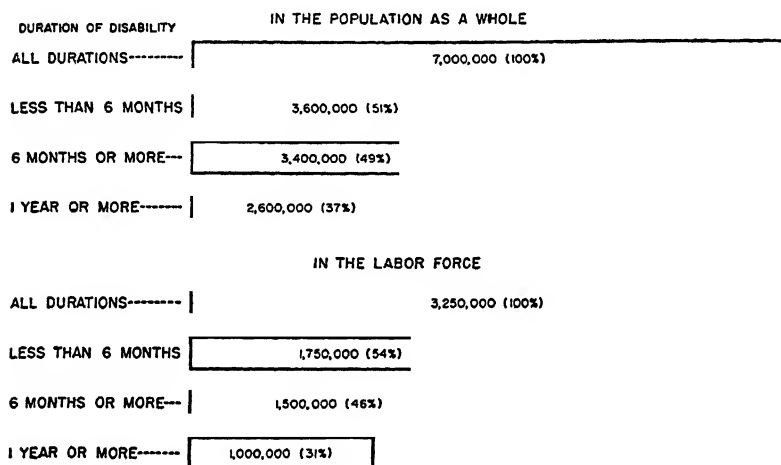 IN THE POPULATION AS A WHOLE
DURATION OF DISABILITY
ALL DURATIONS-------- 7,000,000 (100%)
LESS THAN 6 MONTHS 3,600,000 (51%)
6 MONTHS OR MORE--- 3,400,000 (49%)
1 YEAR OR MORE------- 2,600,000 (37%)
IN THE LABOR FORCE
ALL DURATIONS-------- 3,250,000 (100%)
LESS THAN 6 MONTHS 1,750,000 (54%)
6 MONTHS OR MORE--- 1,500,000 (46%)
1 YEAR OR MORE------- 1,000,000 (31%)